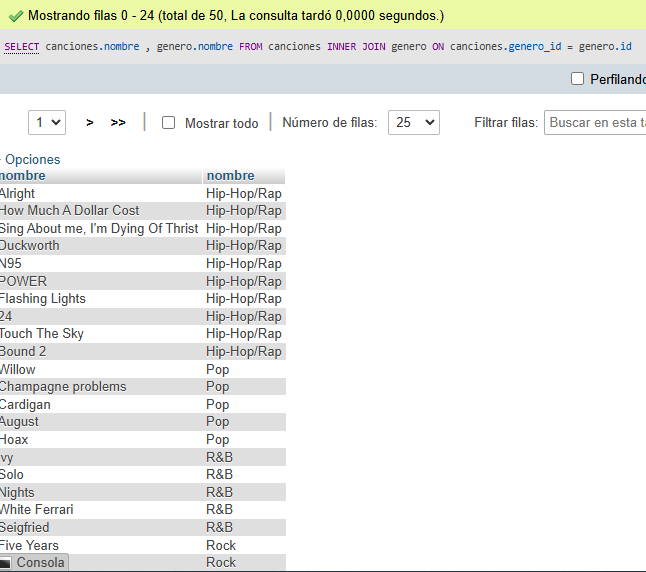 Mostrando filas 0 - 24 (total de 50, La consulta tardó 0,0000 segundos.)
SELECT canciones.nombre , genero.nombre FROM canciones INNER JOIN genero ON canciones.genero_id = genero.id
Perfilando
1 > >> Mostrar todo Número de filas: 25 Filtrar filas: Buscar en esta ta
Opciones
nombre nombre
Alright Hip-Hop/Rap
How Much A Dollar Cost Hip-Hop/Rap
Sing About me, I'm Dying Of Thrist Hip-Hop/Rap
Duckworth Hip-Hop/Rap
N95 Hip-Hop/Rap
POWER Hip-Hop/Rap
Flashing Lights Hip-Hop/Rap
24 Hip-Hop/Rap
Touch The Sky Hip-Hop/Rap
Bound 2 Hip-Hop/Rap
Willow Pop
Champagne problems Pop
Cardigan Pop
August Pop
Hoax Pop
vy R&B
Solo R&B
Nights R&B
White Ferrari R&B
Seigfried R&B
Five Years Rock
Consola Rock